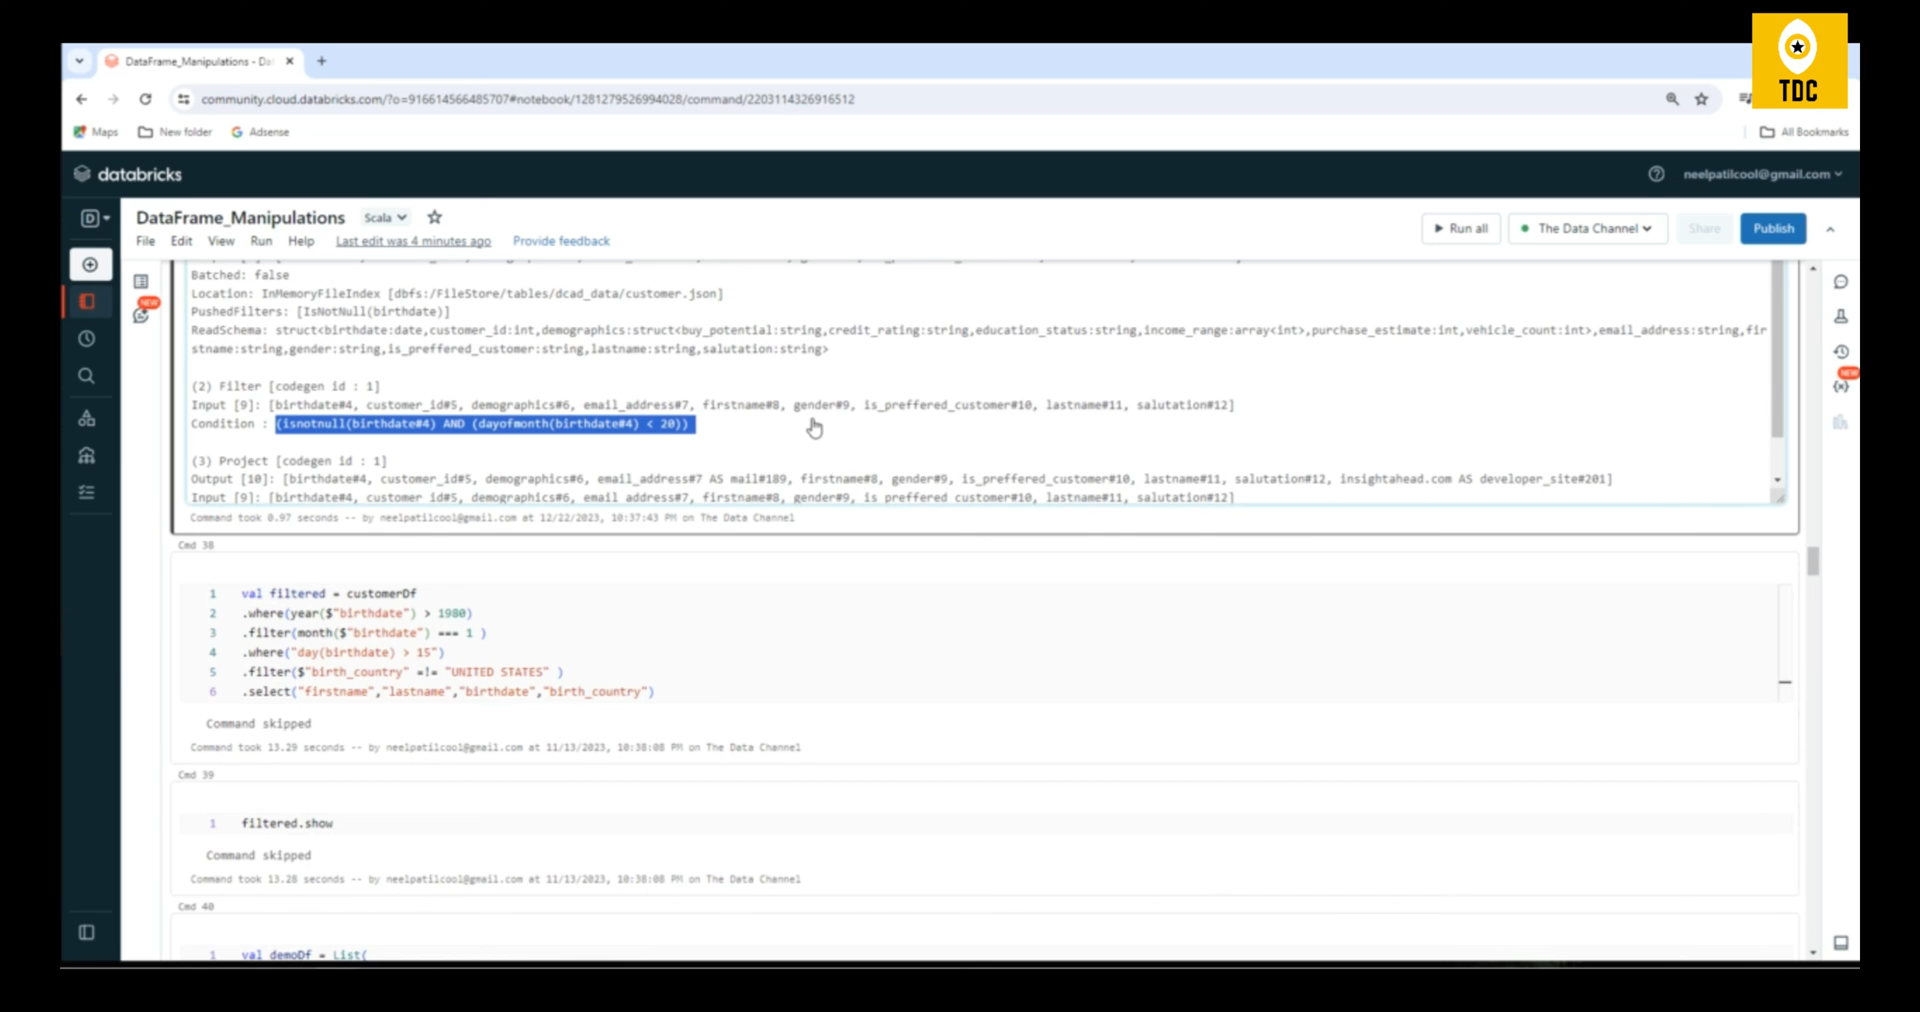 TDC
DataFrame_Manipulations - Da
community.cloud.databricks.com/?o=916614566485707#notebook/1281279526994028/command/2203114326916512
Maps New folder Adsense All Bookmarks
databricks neelpatilcool@gmail.com
D DataFrame_Manipulations Scala
Run all The Data Channel Share Publish
File Edit View Run Help Last edit was 4 minutes ago Provide feedback
NEW
NEW
Batched: false
Location: InMemoryFileIndex [dbfs:/FileStore/tables/dcad_data/customer.json]
PushedFilters: [IsNotNull(birthdate)]
ReadSchema: struct<birthdate:date,customer_id:int,demographics:struct<buy_potential:string,credit_rating:string,education_status:string,income_range:array<int>,purchase_estimate:int,vehicle_count:int>,email_address:string,fir
stname:string,gender:string,is_preffered_customer:string,lastname:string,salutation:string>
(2) Filter [codegen id : 1]
Input [9]: [birthdate#4, customer_id#5, demographics#6, email_address#7, firstname#8, gender#9, is_preffered_customer#10, lastname#11, salutation#12]
Condition : (isnotnull(birthdate#4) AND (dayofmonth(birthdate#4) < 20))
(3) Project [codegen id : 1]
Output [10]: [birthdate#4, customer_id#5, demographics#6, email_address#7 AS mail#189, firstname#8, gender#9, is_preffered_customer#10, lastname#11, salutation#12, insightahead.com AS developer_site#201]
Input [9]: [birthdate#4, customer_id#5, demographics#6, email_address#7, firstname#8, gender#9, is_preffered_customer#10, lastname#11, salutation#12]
Command took 0.97 seconds -- by neelpatilcool@gmail.com at 12/22/2023, 10:37:43 PM on The Data Channel
Cmd 38
1 val filtered = customerDf
2 .where(year($"birthdate") > 1980)
3 .filter(month($"birthdate") === 1 )
4 .where("day(birthdate) > 15")
5 .filter($"birth_country" =!= "UNITED STATES" )
6 .select("firstname","lastname","birthdate","birth_country")
Command skipped
Command took 13.29 seconds -- by neelpatilcool@gmail.com at 11/13/2023, 10:38:08 PM on The Data Channel
Cmd 39
1 filtered.show
Command skipped
Command took 13.28 seconds -- by neelpatilcool@gmail.com at 11/13/2023, 10:38:08 PM on The Data Channel
Cmd 40
1 val demoDf = List(